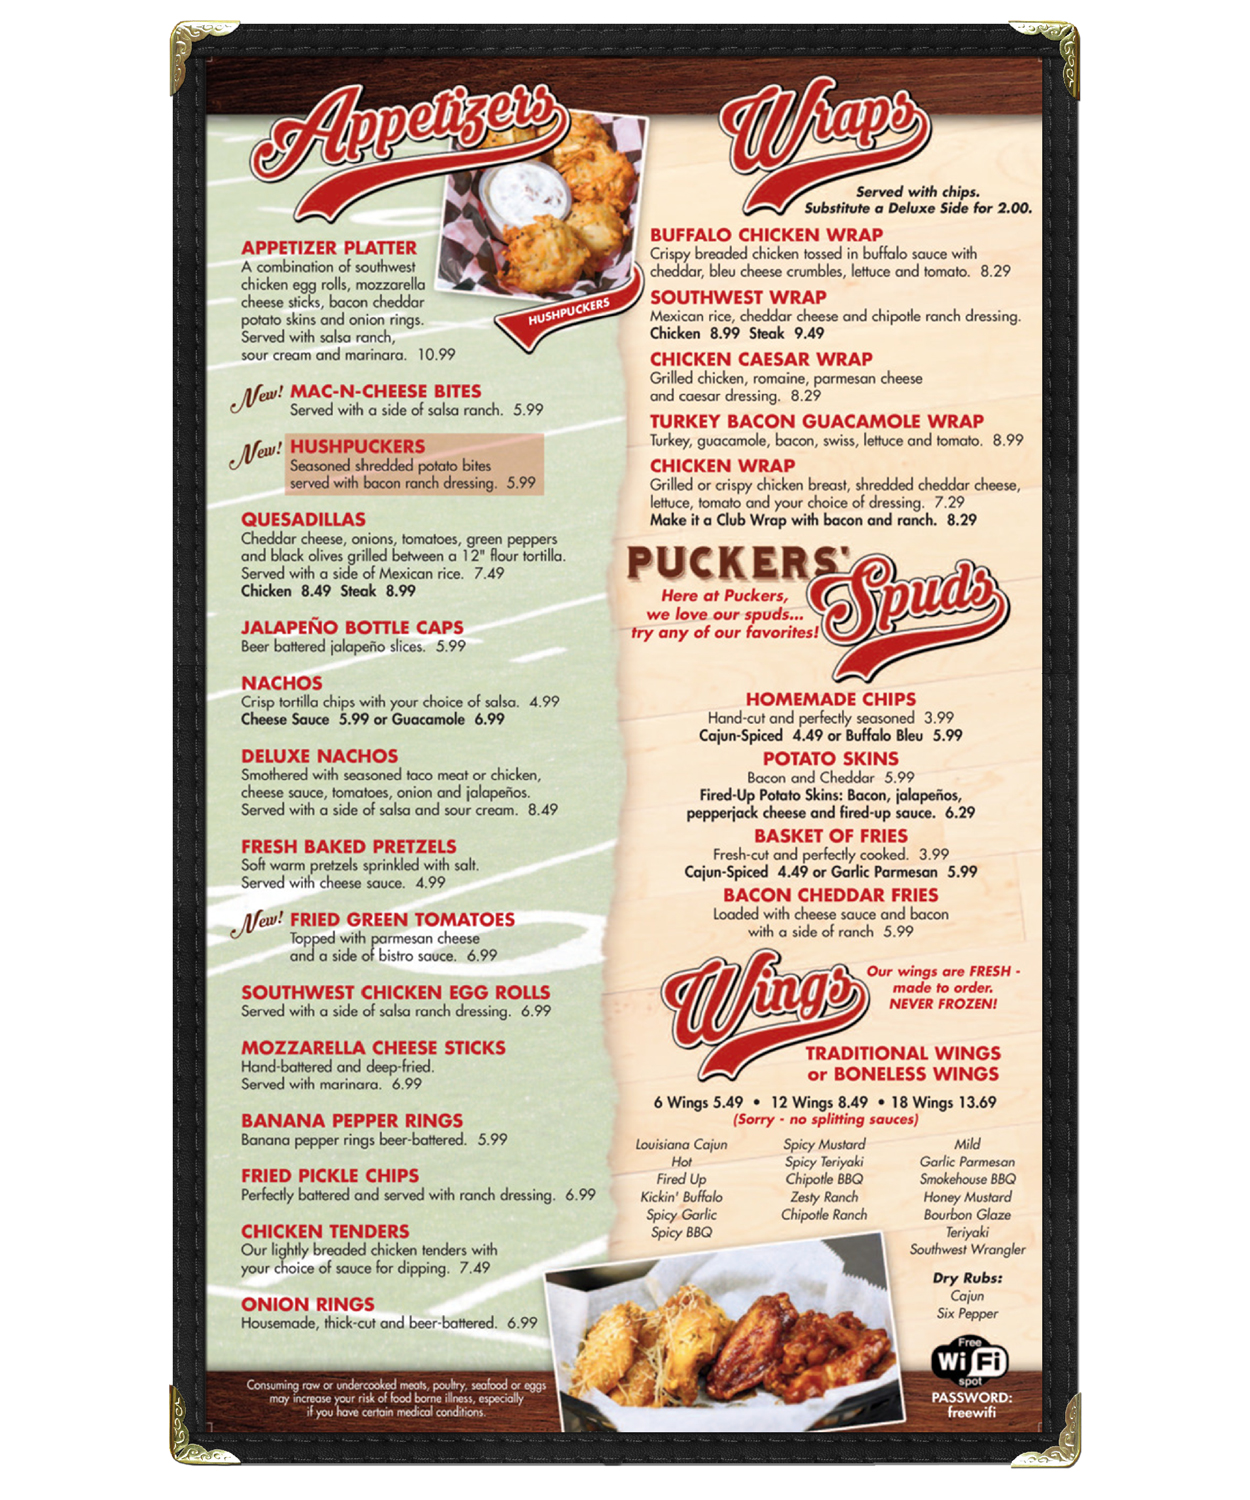 Appetizers
HUSHPUCKERS
APPETIZER PLATTER
A combination of southwest
chicken egg rolls, mozzarella
cheese sticks, bacon cheddar
potato skins and onion rings.
Served with salsa ranch,
sour cream and marinara. 10.99
New! MAC-N-CHEESE BITES
Served with a side of salsa ranch. 5.99
New! HUSHPUCKERS
Seasoned shredded potato bites
served with bacon ranch dressing. 5.99
QUESADILLAS
Cheddar cheese, onions, tomatoes, green peppers
and black olives grilled between a 12" flour tortilla.
Served with a side of Mexican rice. 7.49
Chicken 8.49 Steak 8.99
JALAPEÑO BOTTLE CAPS
Beer battered jalapeño slices. 5.99
NACHOS
Crisp tortilla chips with your choice of salsa. 4.99
Cheese Sauce 5.99 or Guacamole 6.99
DELUXE NACHOS
Smothered with seasoned taco meat or chicken,
cheese sauce, tomatoes, onion and jalapeños.
Served with a side of salsa and sour cream. 8.49
FRESH BAKED PRETZELS
Soft warm pretzels sprinkled with salt.
Served with cheese sauce. 4.99
New! FRIED GREEN TOMATOES
Topped with parmesan cheese
and a side of bistro sauce. 6.99
SOUTHWEST CHICKEN EGG ROLLS
Served with a side of salsa ranch dressing. 6.99
MOZZARELLA CHEESE STICKS
Hand-battered and deep-fried.
Served with marinara. 6.99
BANANA PEPPER RINGS
Banana pepper rings beer-battered. 5.99
FRIED PICKLE CHIPS
Perfectly battered and served with ranch dressing. 6.99
CHICKEN TENDERS
Our lightly breaded chicken tenders with
your choice of sauce for dipping. 7.49
ONION RINGS
Housemade, thick-cut and beer-battered. 6.99
Consuming raw or undercooked meats, poultry, seafood or eggs
may increase your risk of food borne illness, especially
if you have certain medical conditions.
Wraps
Served with chips.
Substitute a Deluxe Side for 2.00.
BUFFALO CHICKEN WRAP
Crispy breaded chicken tossed in buffalo sauce with
cheddar, bleu cheese crumbles, lettuce and tomato. 8.29
SOUTHWEST WRAP
Mexican rice, cheddar cheese and chipotle ranch dressing.
Chicken 8.99 Steak 9.49
CHICKEN CAESAR WRAP
Grilled chicken, romaine, parmesan cheese
and caesar dressing. 8.29
TURKEY BACON GUACAMOLE WRAP
Turkey, guacamole, bacon, swiss, lettuce and tomato. 8.99
CHICKEN WRAP
Grilled or crispy chicken breast, shredded cheddar cheese,
lettuce, tomato and your choice of dressing. 7.29
Make it a Club Wrap with bacon and ranch. 8.29
PUCKERS' Spuds
Here at Puckers,
we love our spuds...
try any of our favorites!
HOMEMADE CHIPS
Hand-cut and perfectly seasoned 3.99
Cajun-Spiced 4.49 or Buffalo Bleu 5.99
POTATO SKINS
Bacon and Cheddar 5.99
Fired-Up Potato Skins: Bacon, jalapeños,
pepperjack cheese and fired-up sauce. 6.29
BASKET OF FRIES
Fresh-cut and perfectly cooked. 3.99
Cajun-Spiced 4.49 or Garlic Parmesan 5.99
BACON CHEDDAR FRIES
Loaded with cheese sauce and bacon
with a side of ranch 5.99
Wings
Our wings are FRESH -
made to order.
NEVER FROZEN!
TRADITIONAL WINGS
or BONELESS WINGS
6 Wings 5.49 • 12 Wings 8.49 • 18 Wings 13.69
(Sorry - no splitting sauces)
Louisiana Cajun
Hot
Fired Up
Kickin' Buffalo
Spicy Garlic
Spicy BBQ
Spicy Mustard
Spicy Teriyaki
Chipotle BBQ
Zesty Ranch
Chipotle Ranch
Mild
Garlic Parmesan
Smokehouse BBQ
Honey Mustard
Bourbon Glaze
Teriyaki
Southwest Wrangler
Dry Rubs:
Cajun
Six Pepper
Free
Wi Fi
spot
PASSWORD:
freewifi